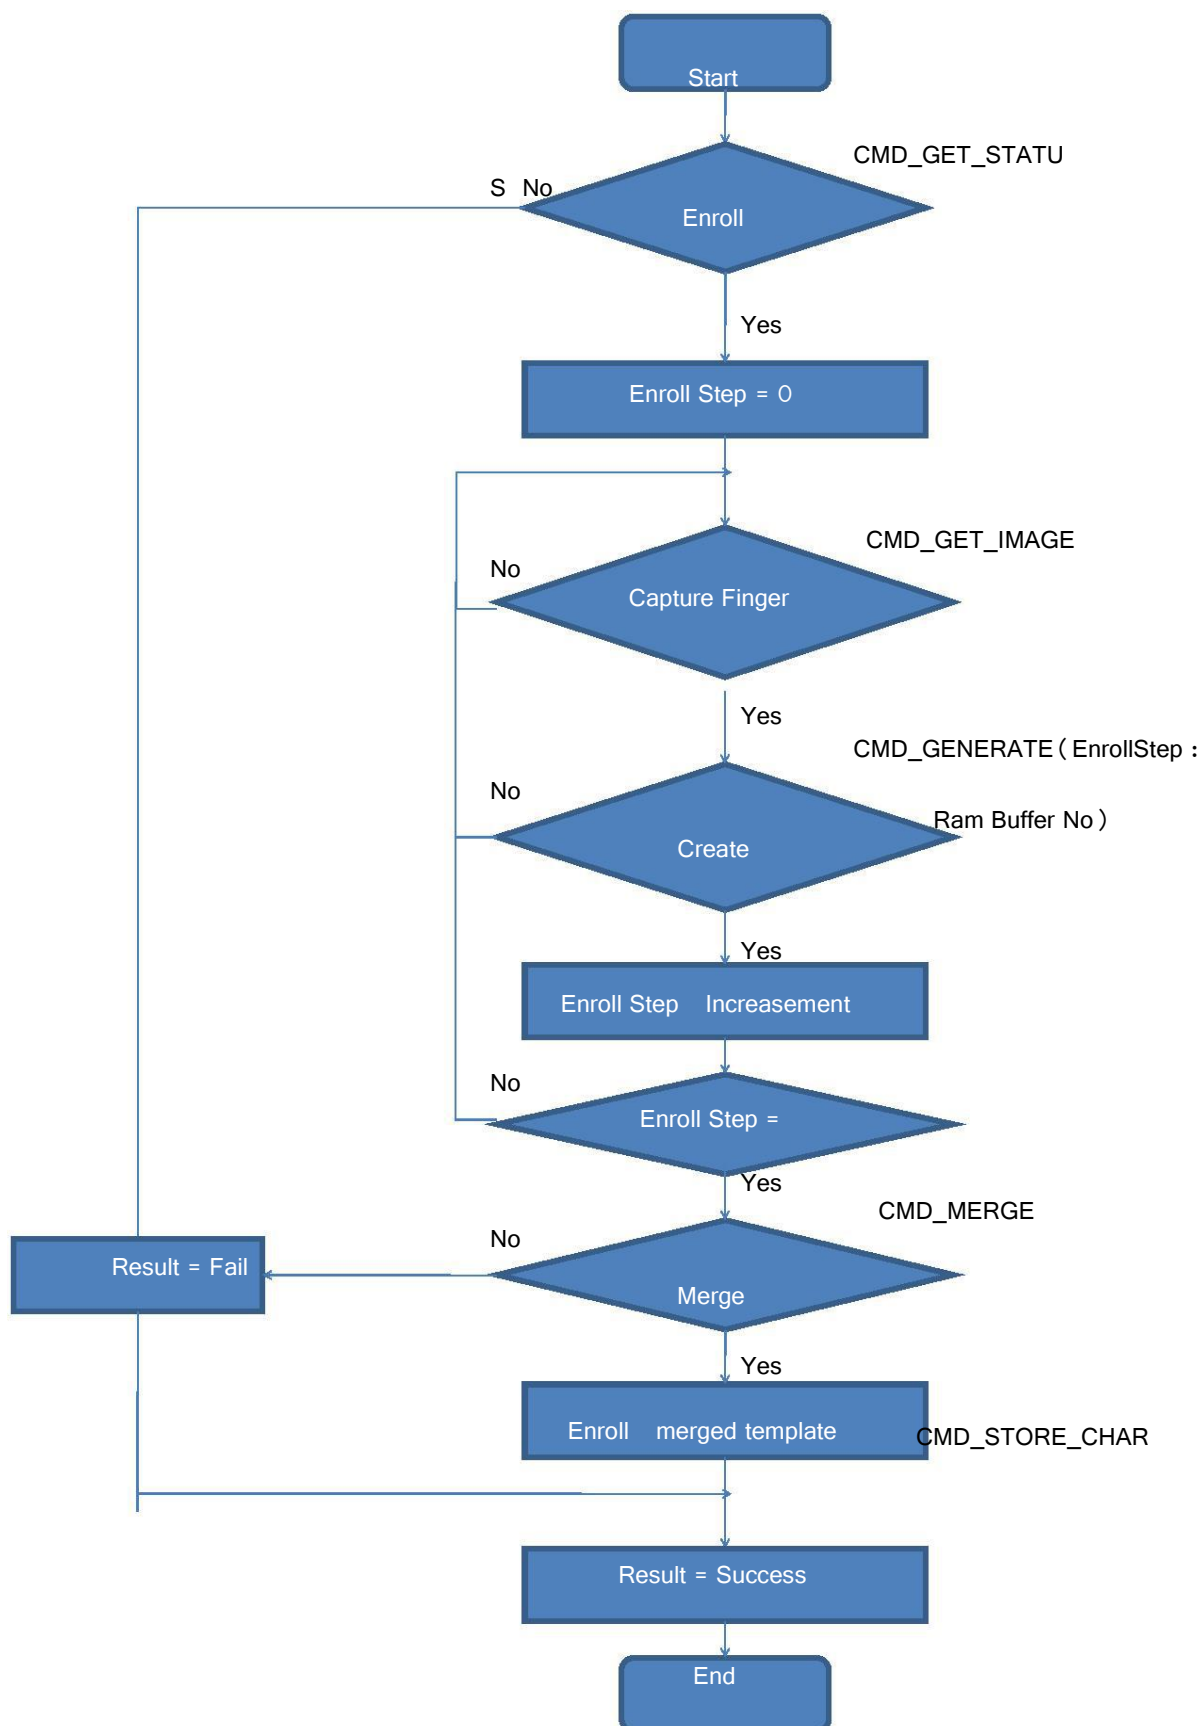 Start
CMD_GET_STATU
S No
Enroll
Yes
Enroll Step = 0
CMD_GET_IMAGE
No
Capture Finger
Yes
CMD_GENERATE（EnrollStep：
No
Ram Buffer No）
Create
Yes
Enroll Step Increasement
No
Enroll Step =
Yes
CMD_MERGE
No
Result = Fail
Merge
Yes
Enroll merged template
CMD_STORE_CHAR
Result = Success
End